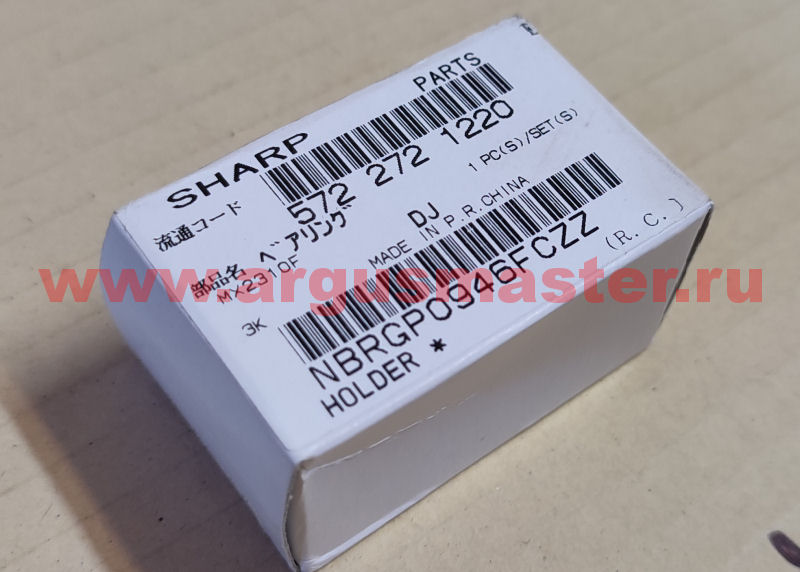 SHARP PARTS
流通コード 572 272 1220
部品名 ベアリング DJ 1 PC(S)/SET(S)
MX2310F MADE IN P.R.CHINA
3K
NBRGP0946FCZZ (R.C.)
HOLDER *
www.argusmaster.ru